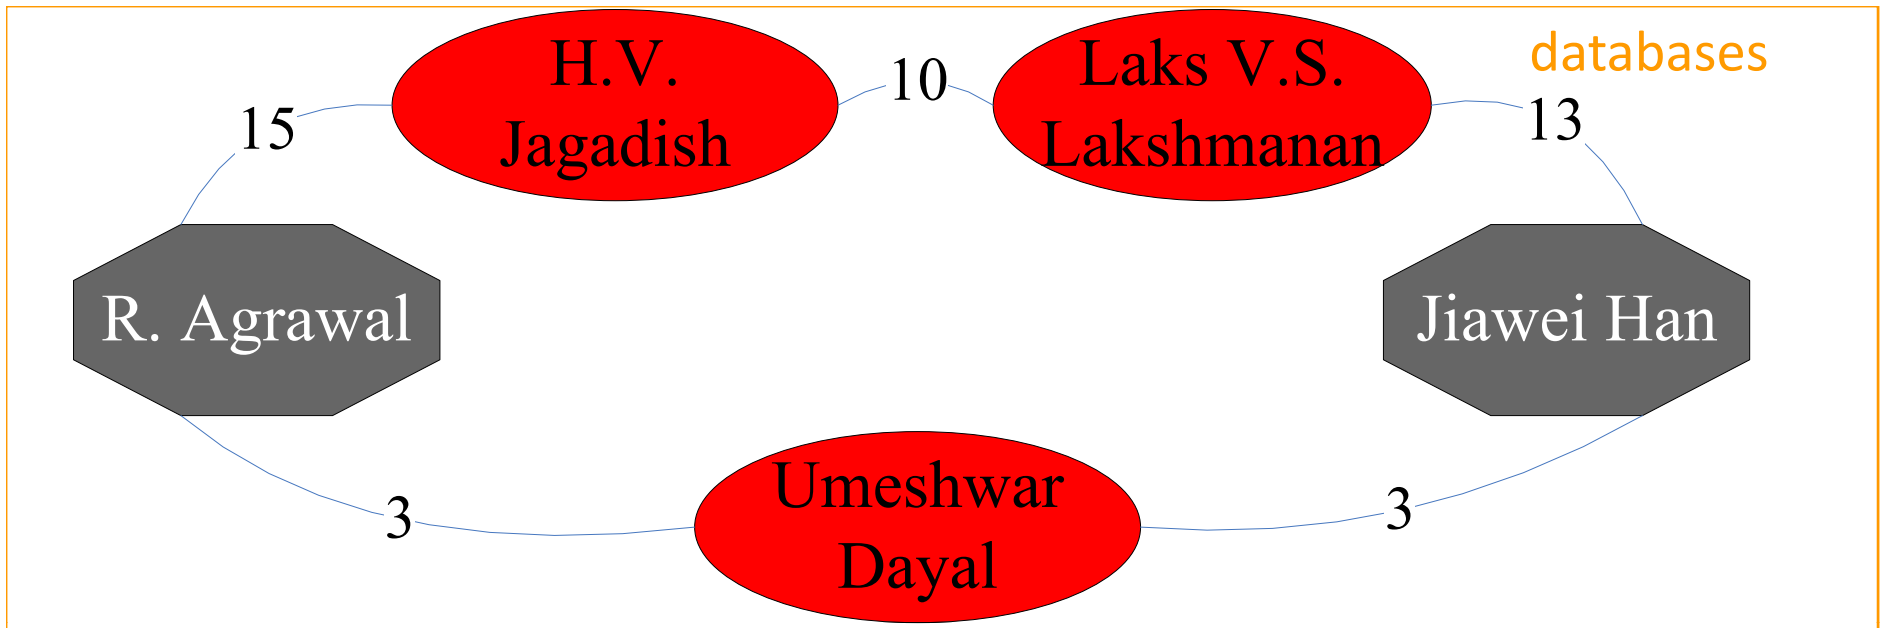 databases
H.V.
Jagadish
10
Laks V.S.
Lakshmanan
15
13
R. Agrawal
Jiawei Han
Umeshwar
Dayal
3
3